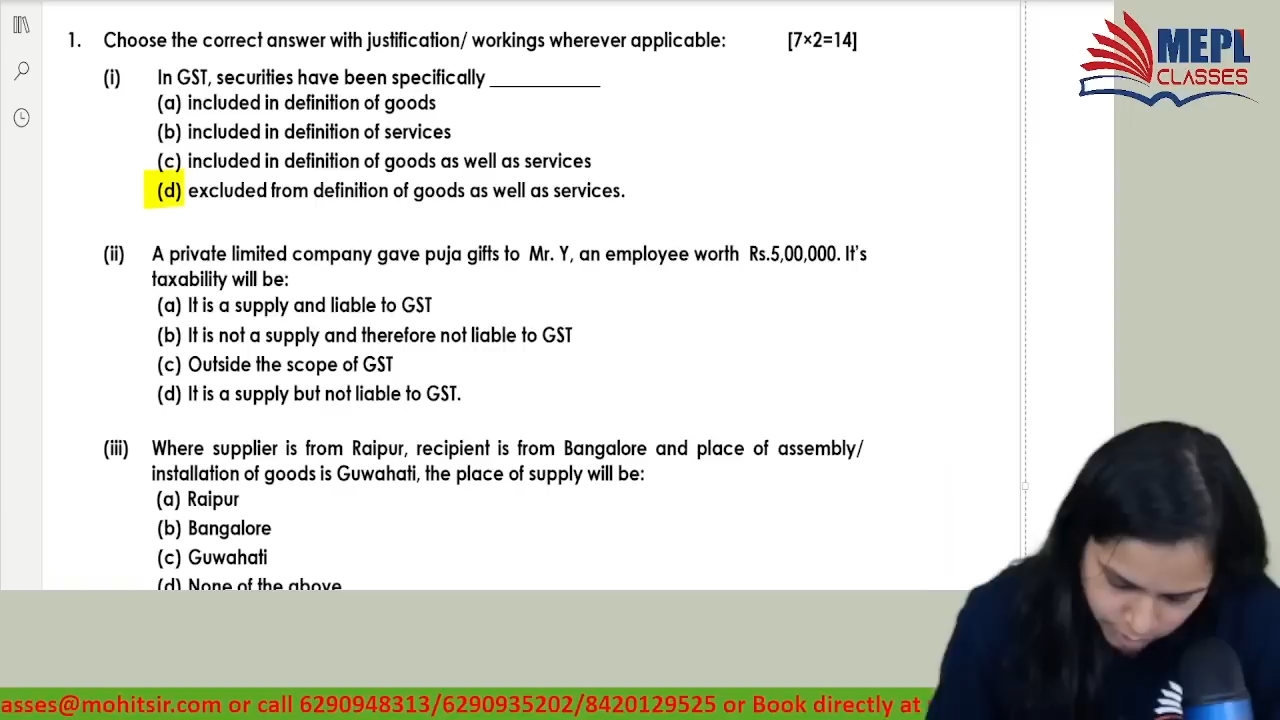 1. Choose the correct answer with justification/ workings wherever applicable: [7×2=14]
(i) In GST, securities have been specifically ___________
(a) included in definition of goods
(b) included in definition of services
(c) included in definition of goods as well as services
(d) excluded from definition of goods as well as services.
(ii) A private limited company gave puja gifts to Mr. Y, an employee worth Rs.5,00,000. It's
taxability will be:
(a) It is a supply and liable to GST
(b) It is not a supply and therefore not liable to GST
(c) Outside the scope of GST
(d) It is a supply but not liable to GST.
(iii) Where supplier is from Raipur, recipient is from Bangalore and place of assembly/
installation of goods is Guwahati, the place of supply will be:
(a) Raipur
(b) Bangalore
(c) Guwahati
(d) None of the above
MEPL
CLASSES
asses@mohitsir.com or call 6290948313/6290935202/8420129525 or Book directly at